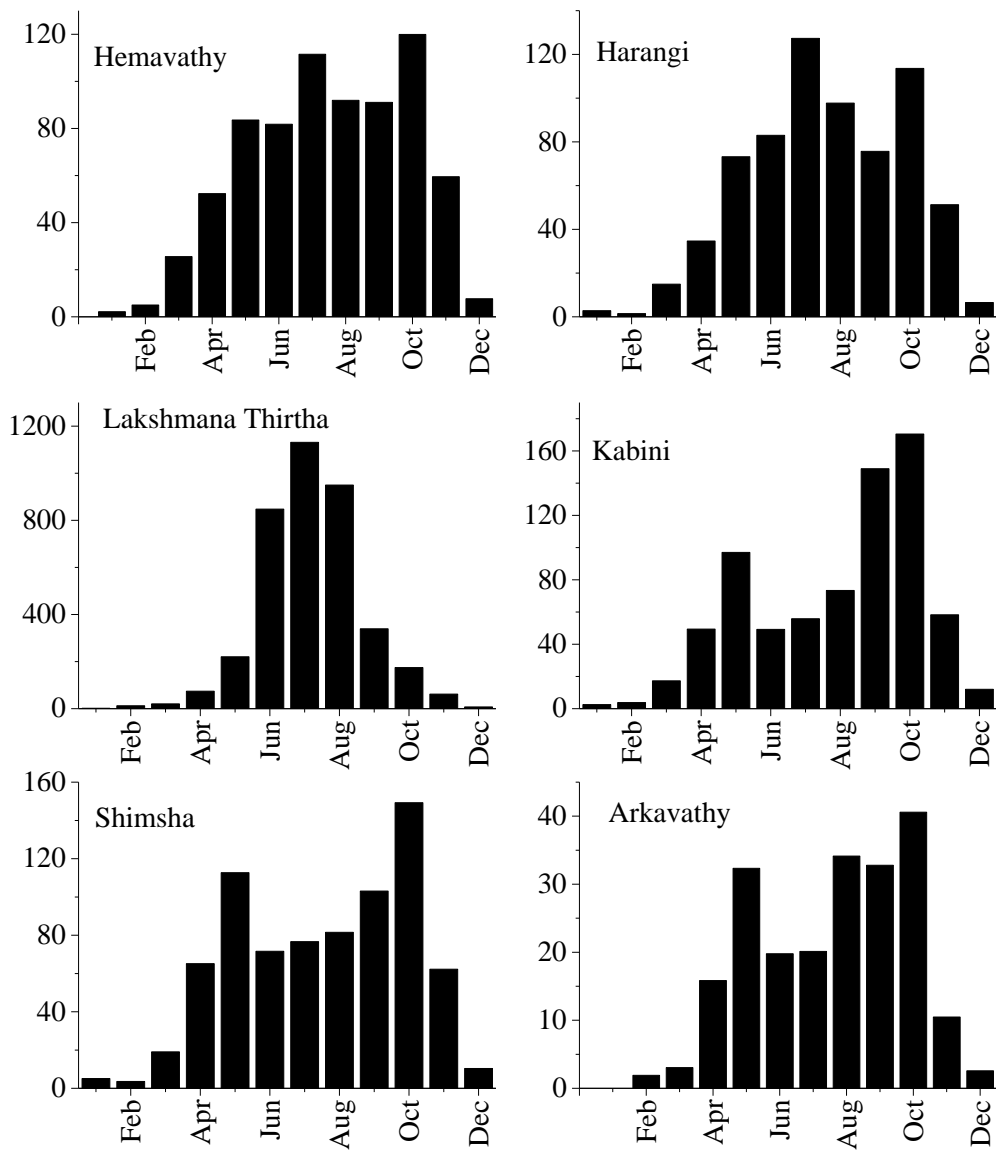 Hemavathy
120
80
40
0
Feb Apr Jun Aug Oct Dec
Harangi
120
80
40
0
Feb Apr Jun Aug Oct Dec
Lakshmana Thirtha
1200
800
400
0
Feb Apr Jun Aug Oct Dec
Kabini
160
120
80
40
0
Feb Apr Jun Aug Oct Dec
Shimsha
160
120
80
40
0
Feb Apr Jun Aug Oct Dec
Arkavathy
40
30
20
10
0
Feb Apr Jun Aug Oct Dec